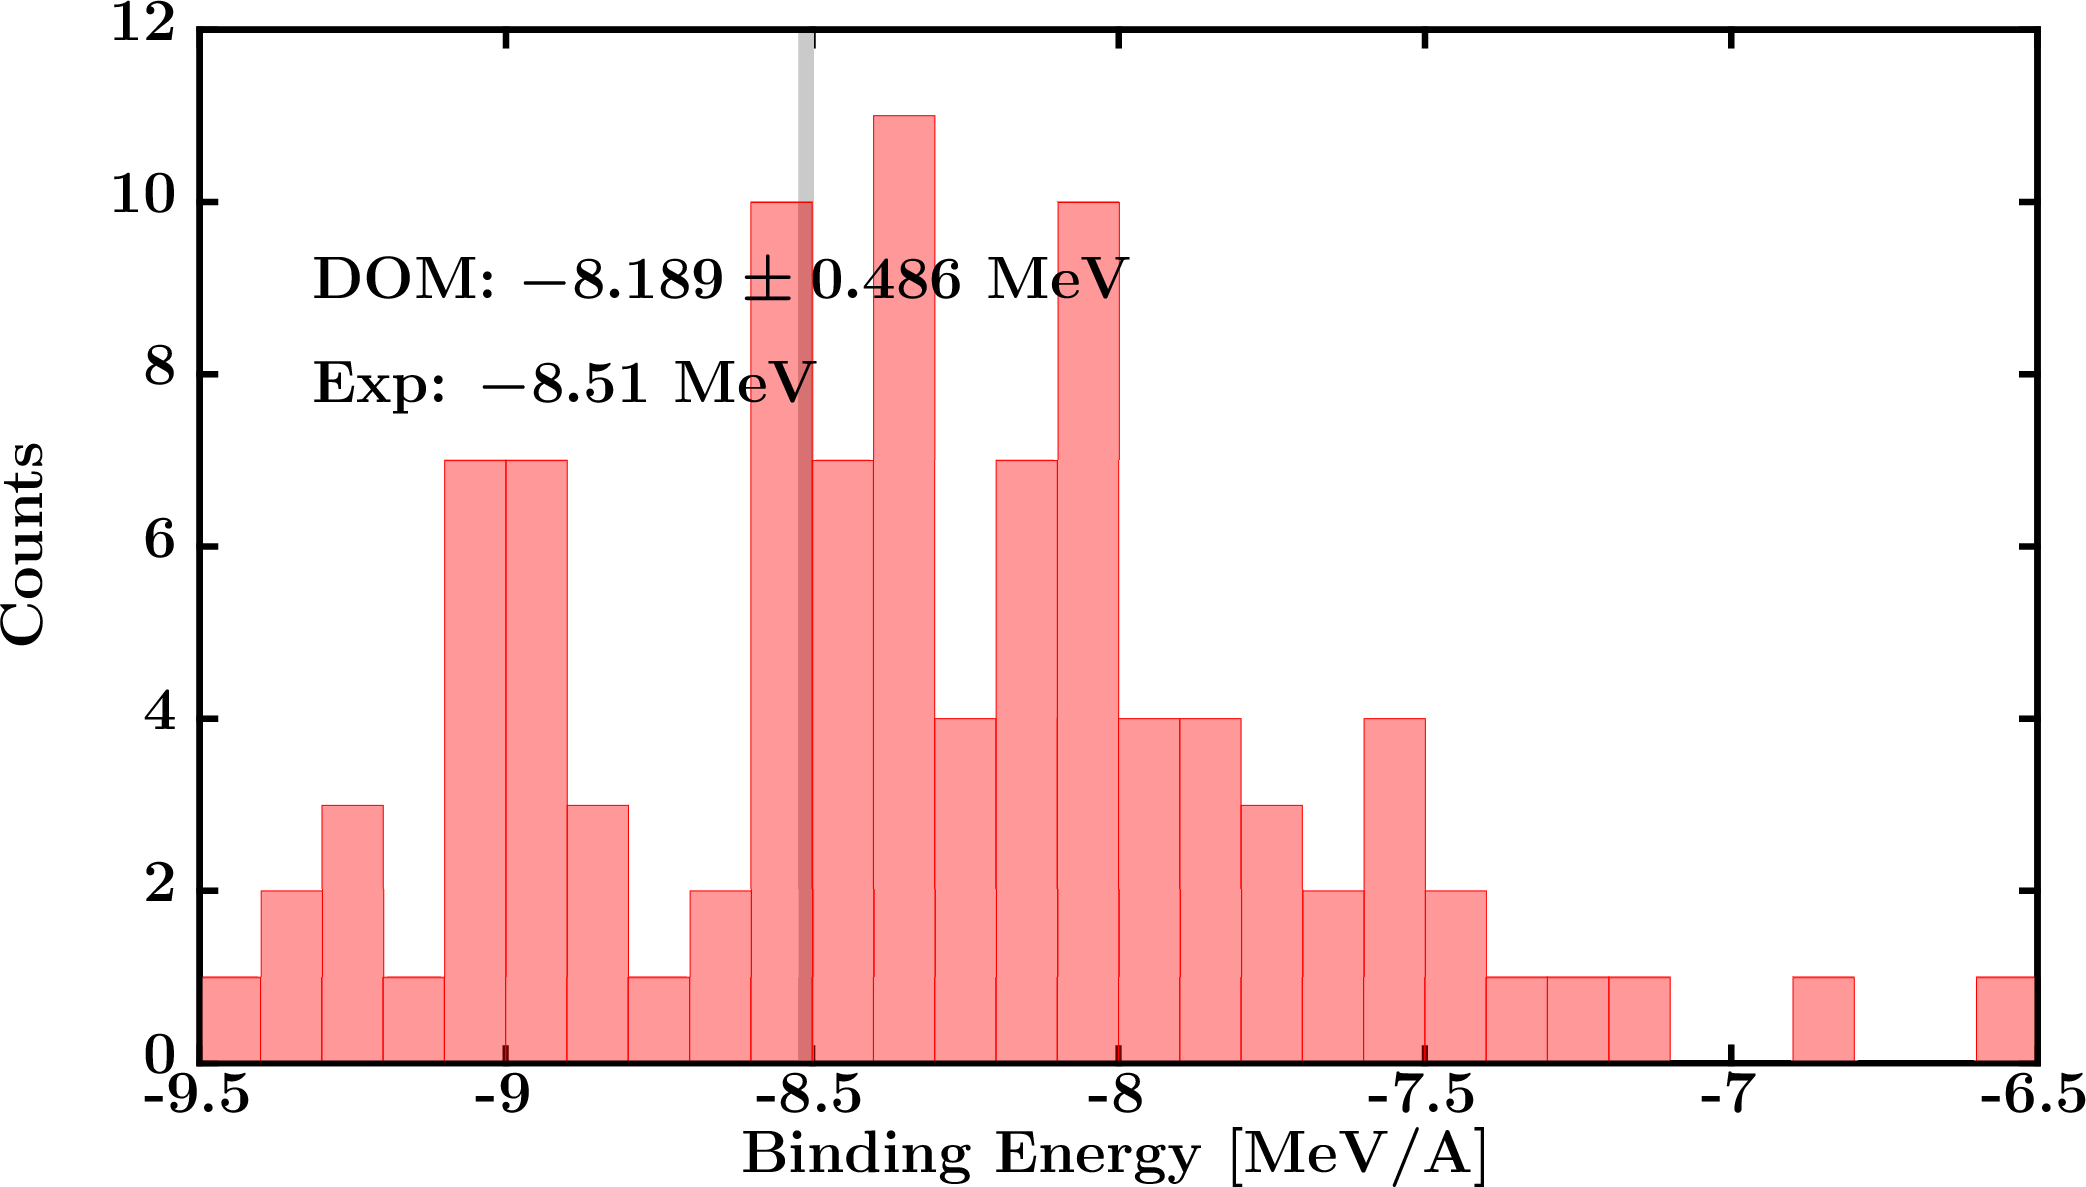 12
10
8
6
4
2
0
Counts
DOM: −8.189 ± 0.486 MeV
Exp: −8.51 MeV
-9.5 -9 -8.5 -8 -7.5 -7 -6.5
Binding Energy [MeV/A]